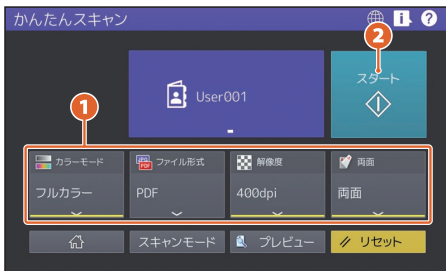 かんたんスキャン
2
User001
スタート
1
カラーモード
フルカラー
ファイル形式
PDF
解像度
400dpi
両面
両面
スキャンモード
プレビュー
リセット